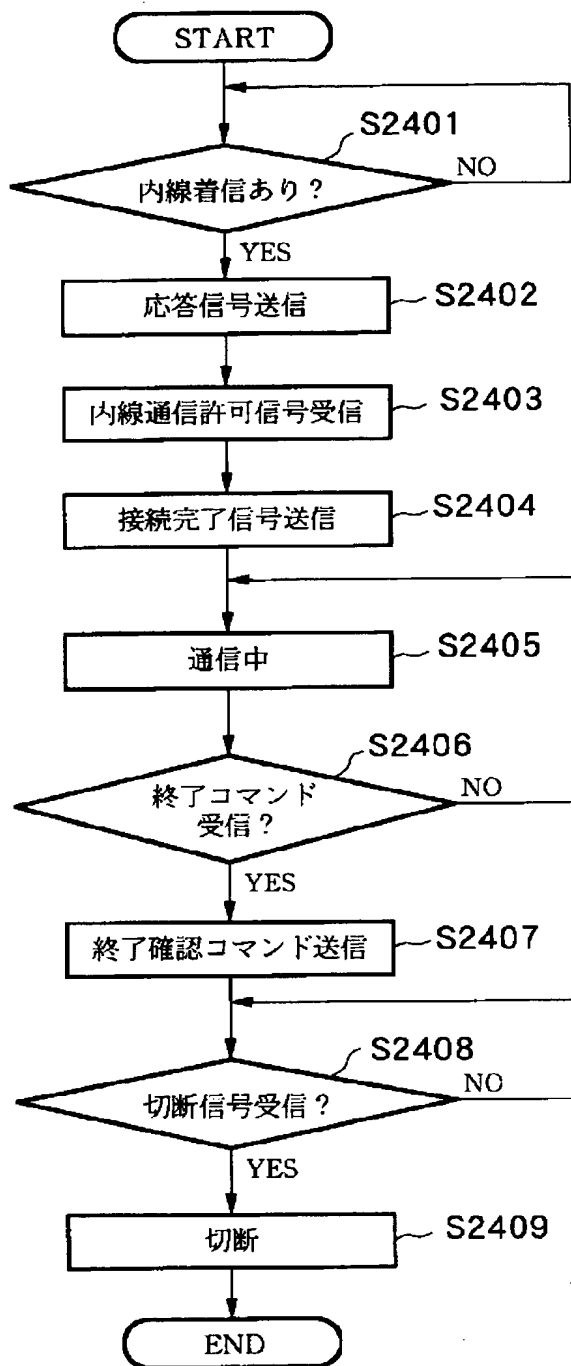 START
S2401
内線着信あり？
NO
YES
応答信号送信
S2402
内線通信許可信号受信
S2403
接続完了信号送信
S2404
通信中
S2405
S2406
終了コマンド
受信？
NO
YES
終了確認コマンド送信
S2407
S2408
切断信号受信？
NO
YES
切断
S2409
END